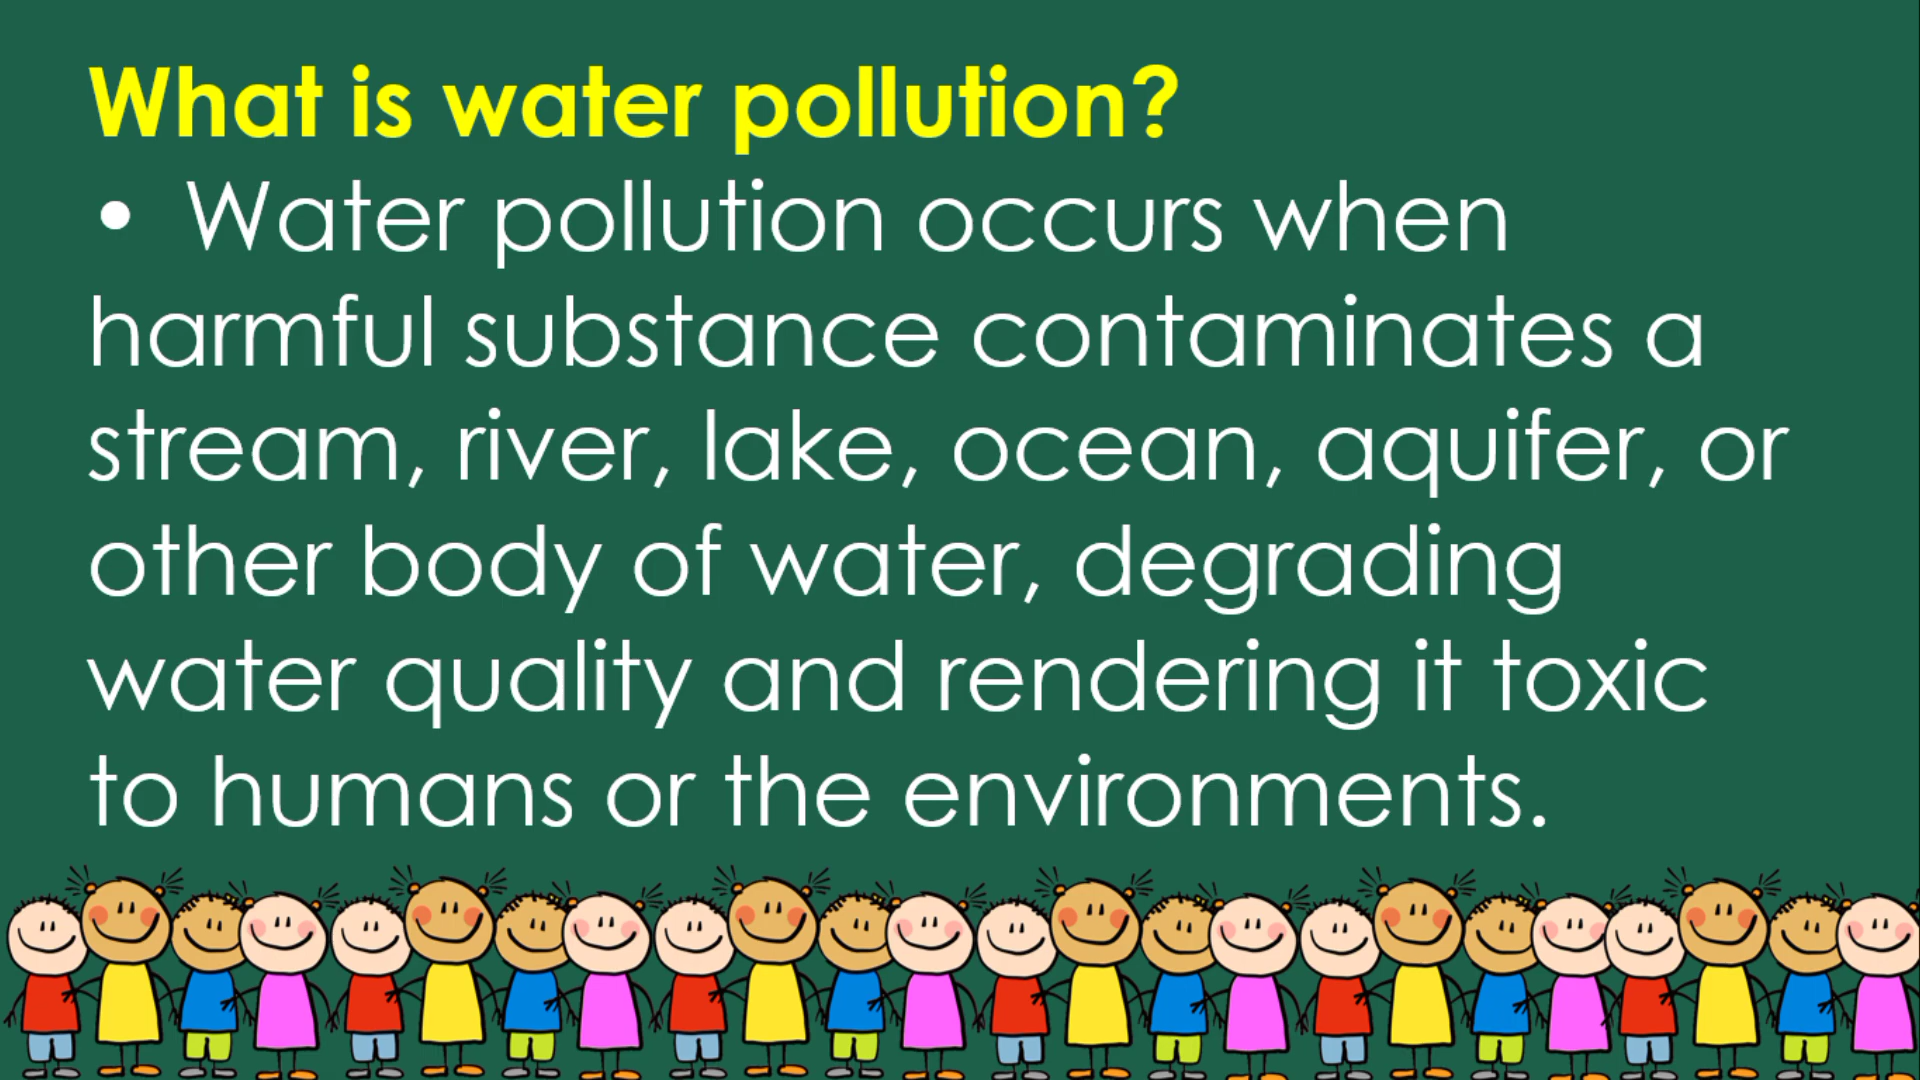 What is water pollution?
• Water pollution occurs when
harmful substance contaminates a
stream, river, lake, ocean, aquifer, or
other body of water, degrading
water quality and rendering it toxic
to humans or the environments.